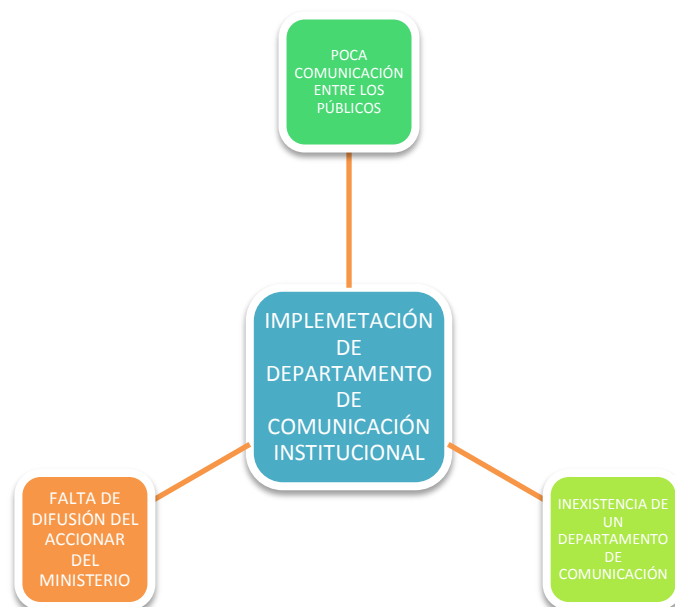 POCA
COMUNICACIÓN
ENTRE LOS
PÚBLICOS
IMPLEMETACIÓN
DE
DEPARTAMENTO
DE
COMUNICACIÓN
INSTITUCIONAL
FALTA DE
DIFUSIÓN DEL
ACCIONAR
DEL
MINISTERIO
INEXISTENCIA DE
UN
DEPARTAMENTO
DE
COMUNICACIÓN